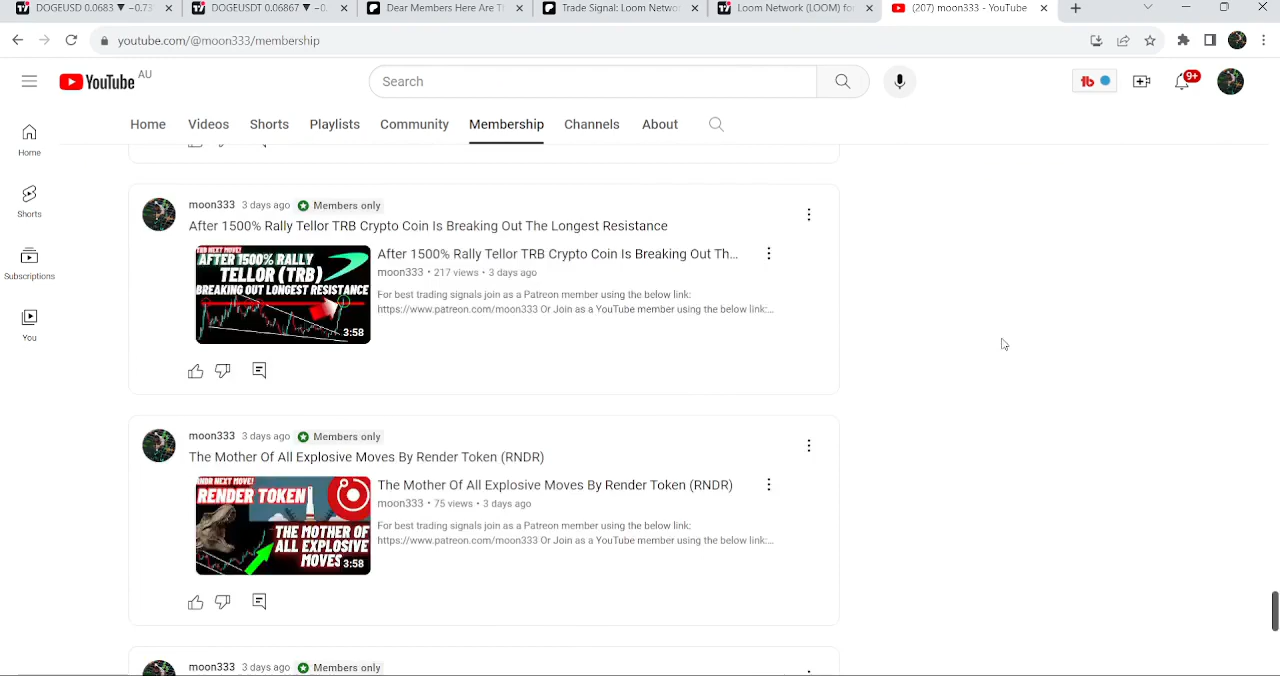 DOGEUSD 0.0683 ▼ −0.73
DOGEUSDT 0.06867 ▼ −0.
Dear Members Here Are T
Trade Signal: Loom Netwo
Loom Network (LOOM) fo
(207) moon333 - YouTube
youtube.com/@moon333/membership
YouTube AU
Search
9+
Home Videos Shorts Playlists Community Membership Channels About
Home
Shorts
Subscriptions
You
moon333 3 days ago Members only
After 1500% Rally Tellor TRB Crypto Coin Is Breaking Out The Longest Resistance
TRB NEXT MOVE!
AFTER 1500% RALLY
TELLOR (TRB)
BREAKING OUT LONGEST RESISTANCE
3:58
After 1500% Rally Tellor TRB Crypto Coin Is Breaking Out Th...
moon333 • 217 views • 3 days ago
For best trading signals join as a Patreon member using the below link:
https://www.patreon.com/moon333 Or Join as a YouTube member using the below link:...
moon333 3 days ago Members only
The Mother Of All Explosive Moves By Render Token (RNDR)
RNDR NEXT MOVE!
RENDER TOKEN
THE MOTHER OF
ALL EXPLOSIVE
MOVES
3:58
The Mother Of All Explosive Moves By Render Token (RNDR)
moon333 • 75 views • 3 days ago
For best trading signals join as a Patreon member using the below link:
https://www.patreon.com/moon333 Or Join as a YouTube member using the below link:...
moon333 3 days ago Members only